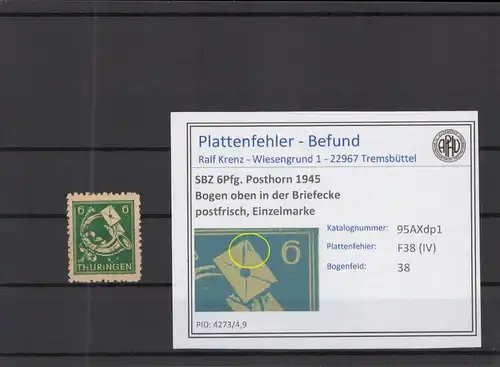 6 6
THÜRINGEN
Plattenfehler - Befund
Ralf Krenz - Wiesengrund 1 - 22967 Tremsbüttel
SBZ 6Pfg. Posthorn 1945
Bogen oben in der Briefecke
postfrisch, Einzelmarke
6
Katalognummer: 95AXdp1
Plattenfehler: F38 (IV)
Bogenfeld: 38
PID: 4273/4,9